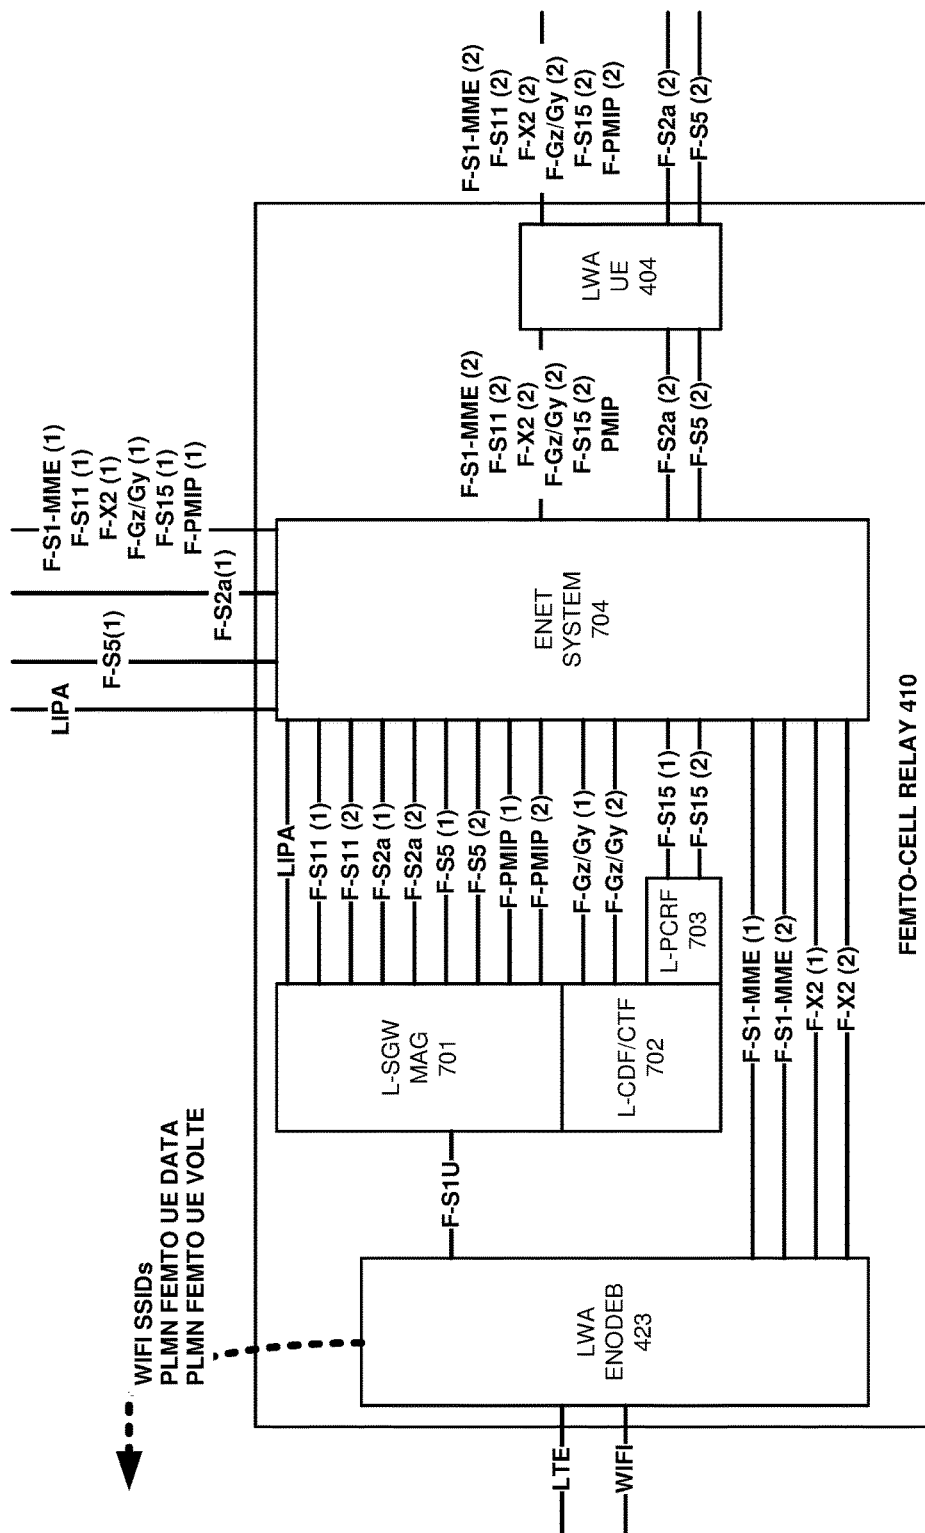 WIFI SSIDs
PLMN FEMTO UE DATA
PLMN FEMTO UE VOLTE
LTE
WIFI
LWA
ENODEB
423
F-S1U
L-SGW
MAG
701
L-CDF/CTF
702
L-PCRF
703
LIPA
F-S11 (1)
F-S11 (2)
F-S2a (1)
F-S2a (2)
F-S5 (1)
F-S5 (2)
F-PMIP (1)
F-PMIP (2)
F-Gz/Gy (1)
F-Gz/Gy (2)
F-S15 (1)
F-S15 (2)
F-S1-MME (1)
F-S1-MME (2)
F-X2 (1)
F-X2 (2)
LIPA
F-S5(1)
F-S2a(1)
F-S1-MME (1)
F-S11 (1)
F-X2 (1)
F-Gz/Gy (1)
F-S15 (1)
F-PMIP (1)
ENET
SYSTEM
704
F-S1-MME (2)
F-S11 (2)
F-X2 (2)
F-Gz/Gy (2)
F-S15 (2)
PMIP
F-S2a (2)
F-S5 (2)
LWA
UE
404
F-S1-MME (2)
F-S11 (2)
F-X2 (2)
F-Gz/Gy (2)
F-S15 (2)
F-PMIP (2)
F-S2a (2)
F-S5 (2)
FEMTO-CELL RELAY 410